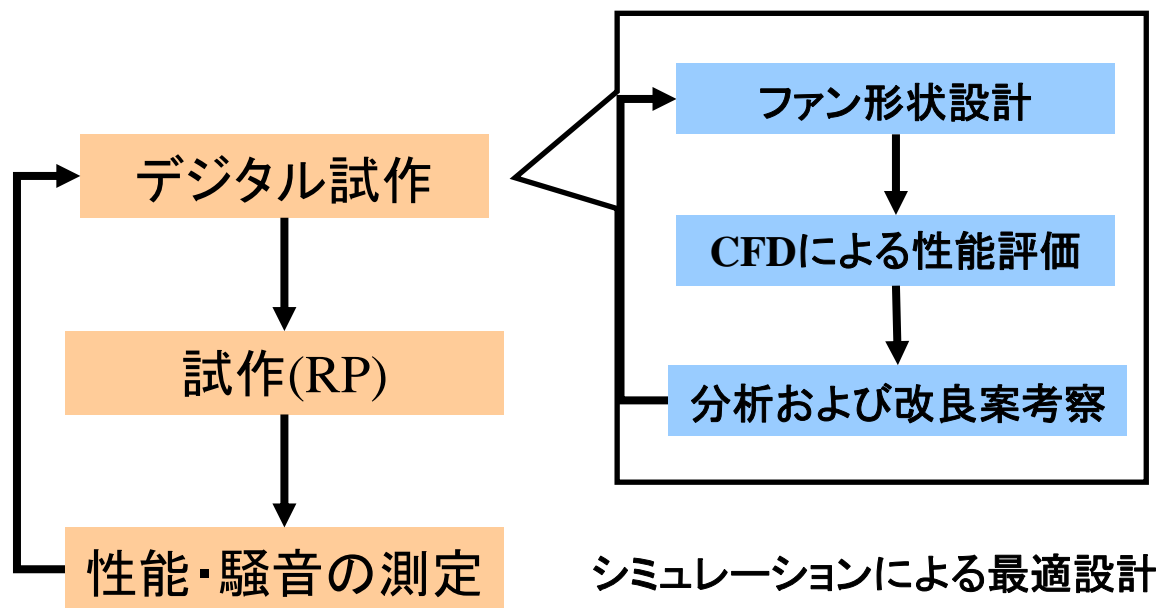 デジタル試作
試作(RP)
性能・騒音の測定
ファン形状設計
CFDによる性能評価
分析および改良案考察
シミュレーションによる最適設計